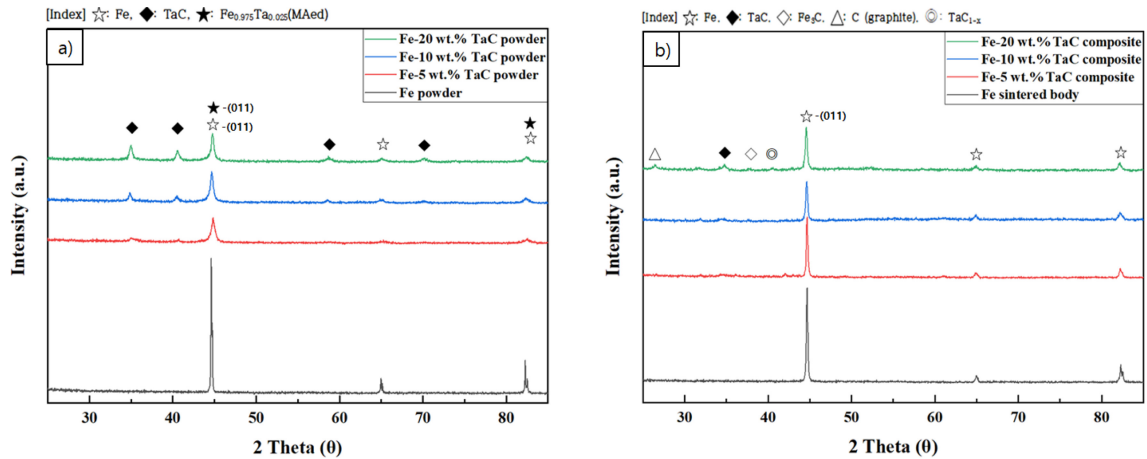 [Index] ☆: Fe, ◆: TaC, ★: Fe0.975Ta0.025(MAed)
a)
Fe-20 wt.% TaC powder
Fe-10 wt.% TaC powder
Fe-5 wt.% TaC powder
Fe powder
★-(011)
☆-(011)
Intensity (a.u.)
30 40 50 60 70 80
2 Theta (θ)
[Index] ☆: Fe, ◆: TaC, ◇: Fe5C, △: C (graphite), ◎: TaC1-x
b)
Fe-20 wt.% TaC composite
Fe-10 wt.% TaC composite
Fe-5 wt.% TaC composite
Fe sintered body
☆-(011)
Intensity (a.u.)
30 40 50 60 70 80
2 Theta (θ)